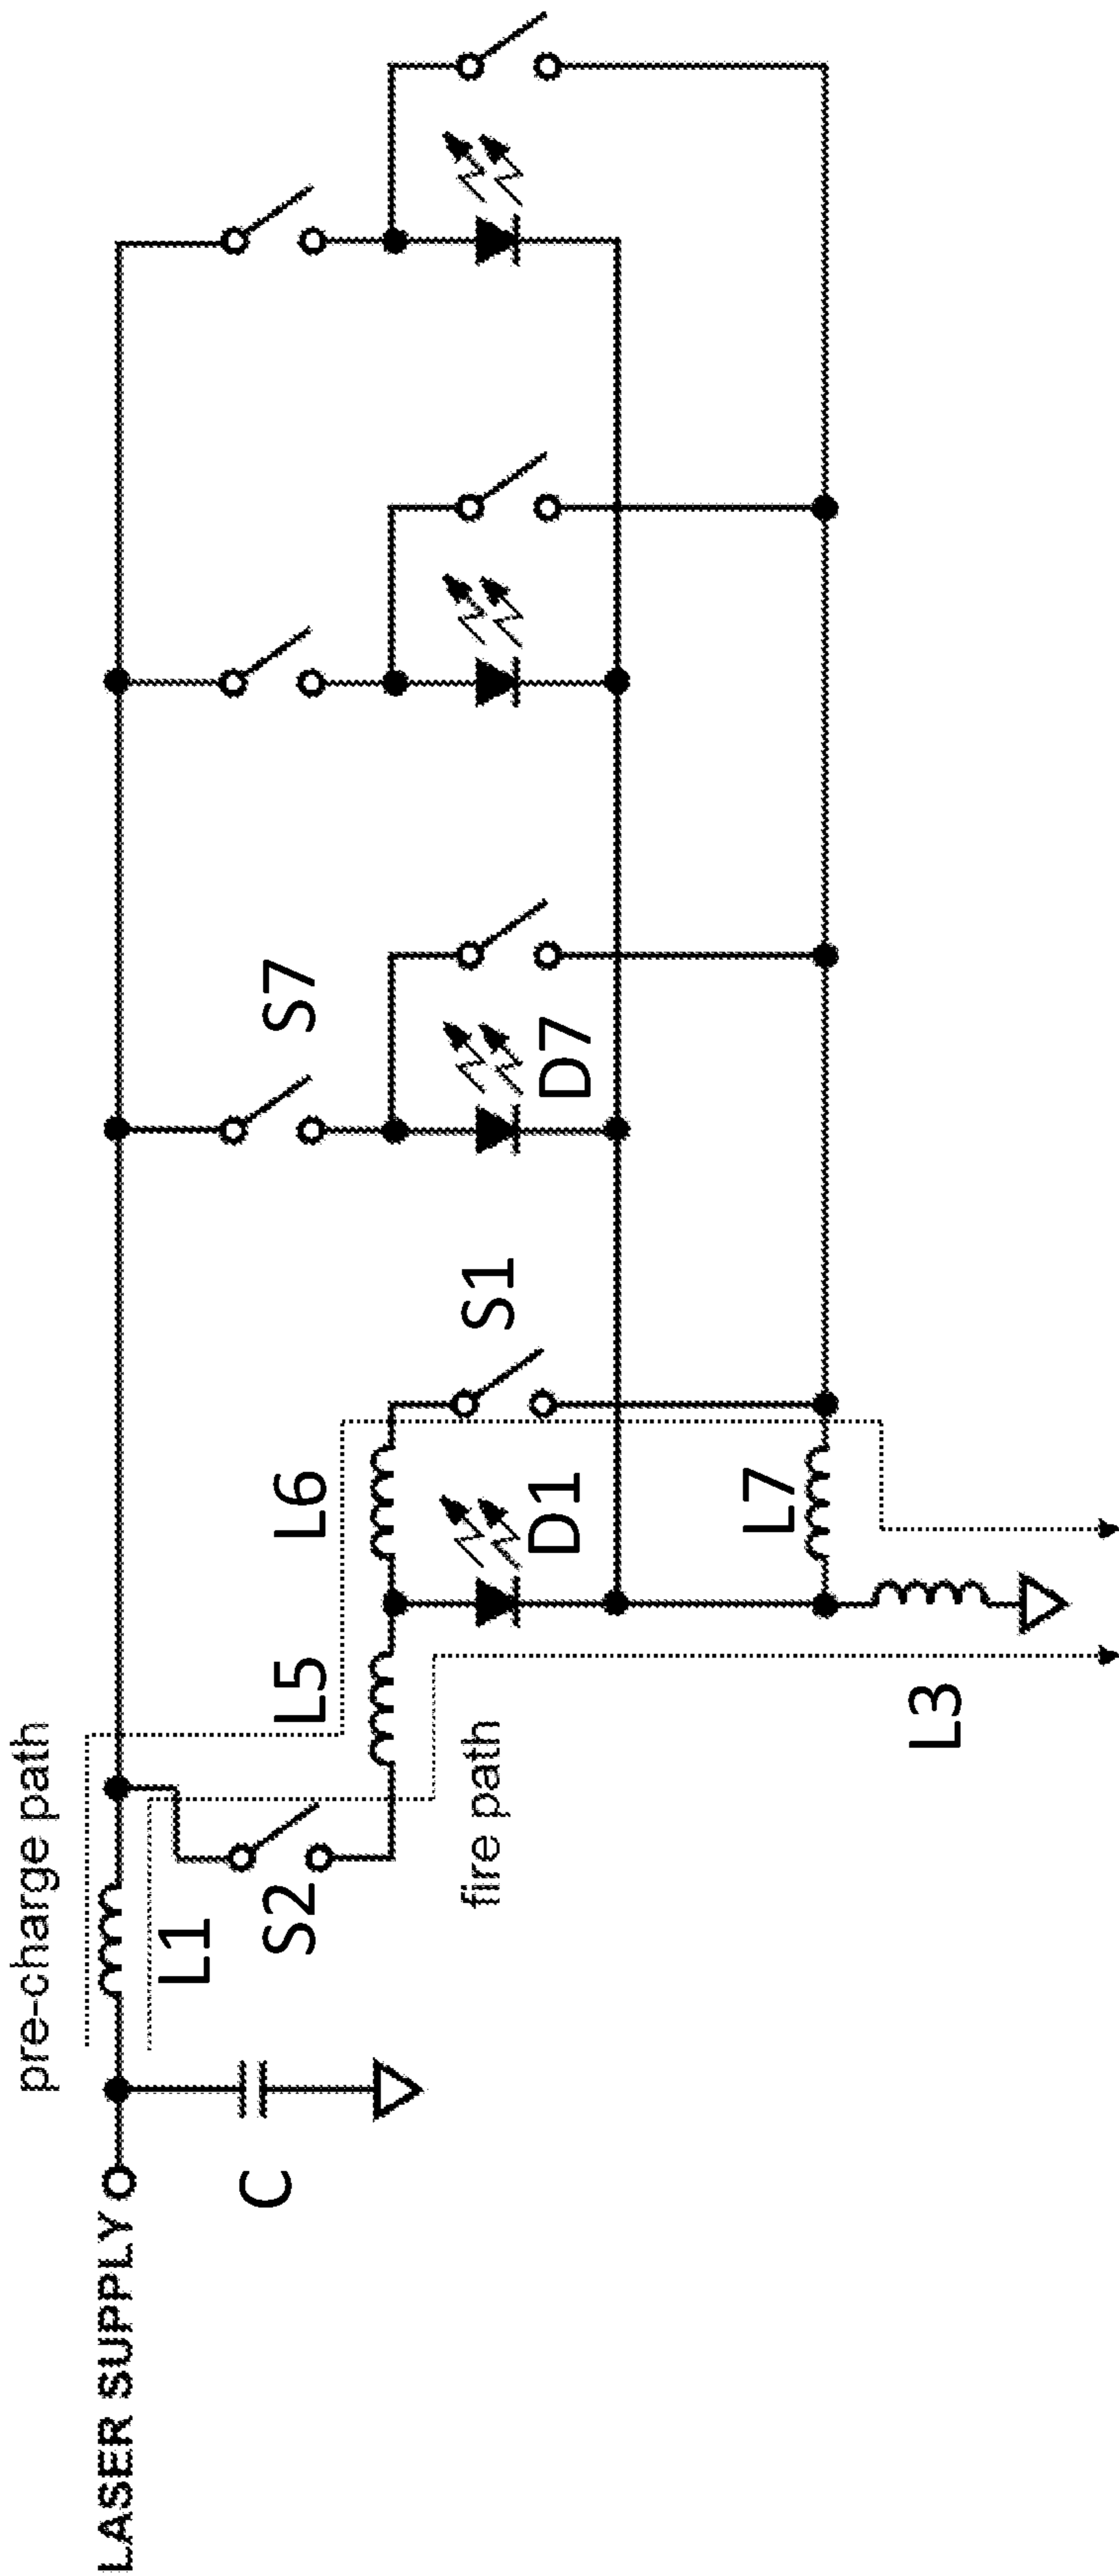 pre-charge path
LASER SUPPLY
C
L1
S2
fire path
L5
L6
D1
S1
L7
L3
S7
D7